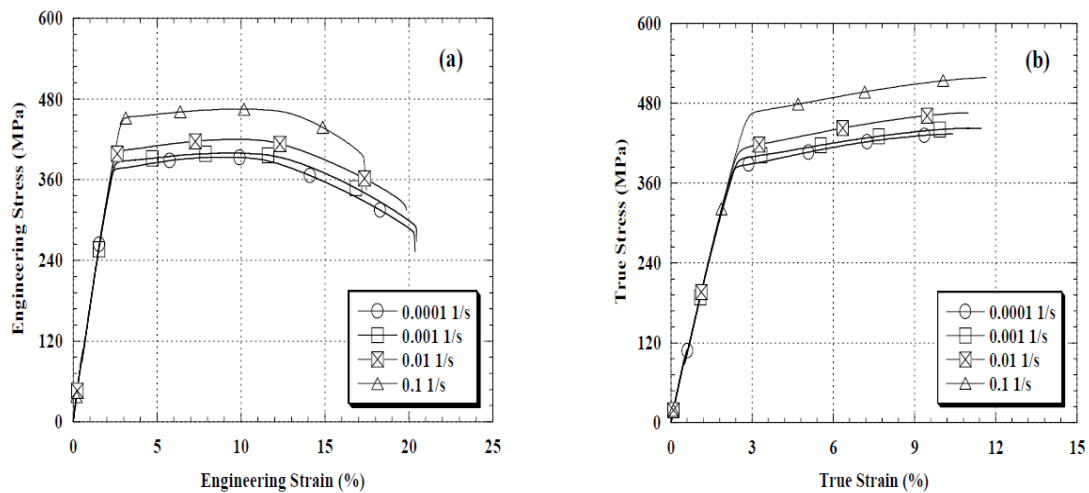 600
480
360
240
120
0
0
5
10
15
20
25
Engineering Stress (MPa)
Engineering Strain (%)
(a)
0.0001 1/s
0.001 1/s
0.01 1/s
0.1 1/s
600
480
360
240
120
0
0
3
6
9
12
15
True Stress (MPa)
True Strain (%)
(b)
0.0001 1/s
0.001 1/s
0.01 1/s
0.1 1/s